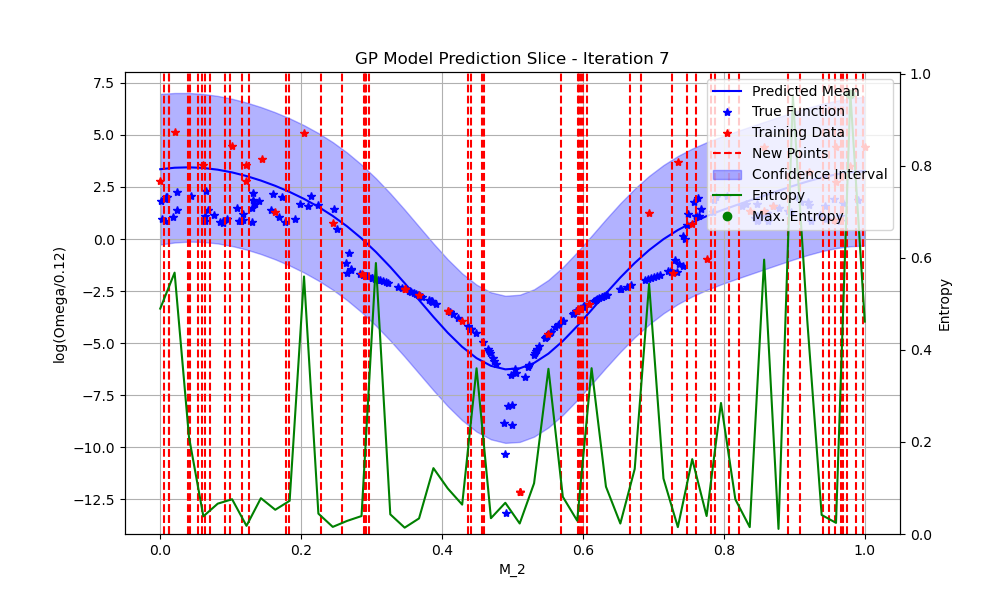 GP Model Prediction Slice - Iteration 7
log(Omega/0.12)
7.5
5.0
2.5
0.0
−2.5
−5.0
−7.5
−10.0
−12.5
0.0
0.2
0.4
0.6
0.8
1.0
M_2
1.0
0.8
0.6
0.4
0.2
0.0
Entropy
Predicted Mean
True Function
Training Data
New Points
Confidence Interval
Entropy
Max. Entropy